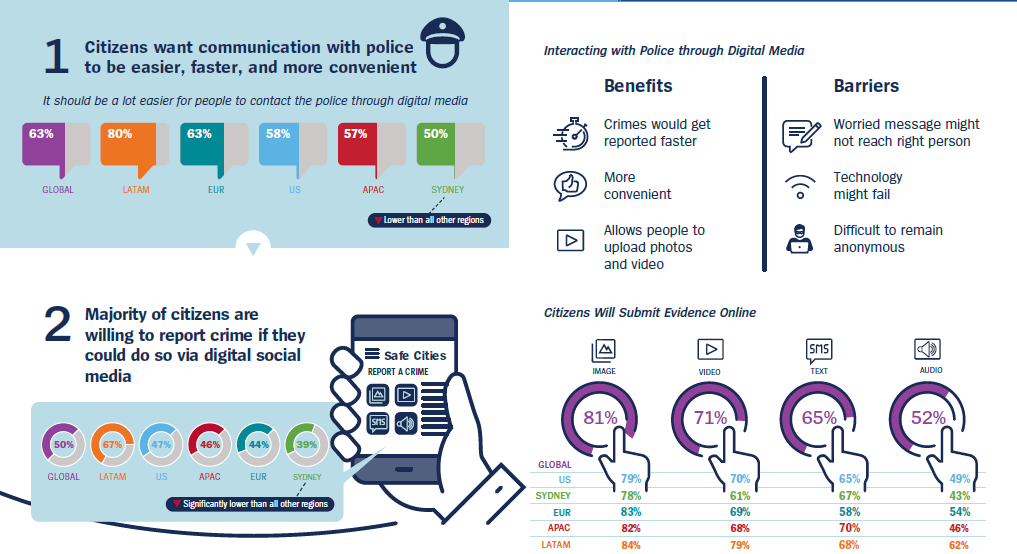 1
Citizens want communication with police
to be easier, faster, and more convenient
It should be a lot easier for people to contact the police through digital media
63% 80% 63% 58% 57% 50%
GLOBAL LATAM EUR US APAC SYDNEY
Lower than all other regions
2
Majority of citizens are
willing to report crime if they
could do so via digital social
media
Safe Cities
REPORT A CRIME
SMS
50% 67% 47% 46% 44% 39%
GLOBAL LATAM US APAC EUR SYDNEY
Significantly lower than all other regions
Interacting with Police through Digital Media
Benefits
Crimes would get
reported faster
More
convenient
Allows people to
upload photos
and video
Barriers
Worried message might
not reach right person
Technology
might fail
Difficult to remain
anonymous
Citizens Will Submit Evidence Online
SMS
IMAGE VIDEO TEXT AUDIO
81% 71% 65% 52%
GLOBAL
US 79% 70% 65% 49%
SYDNEY 78% 61% 67% 43%
EUR 83% 69% 58% 54%
APAC 82% 68% 70% 46%
LATAM 84% 79% 68% 62%